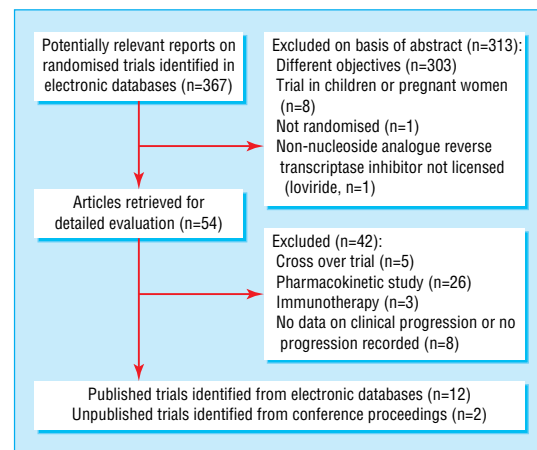 Potentially relevant reports on
randomised trials identified in
electronic databases (n=367)
Excluded on basis of abstract (n=313):
Different objectives (n=303)
Trial in children or pregnant women
(n=8)
Not randomised (n=1)
Non-nucleoside analogue reverse
transcriptase inhibitor not licensed
(loviride, n=1)
Articles retrieved for
detailed evaluation (n=54)
Excluded (n=42):
Cross over trial (n=5)
Pharmacokinetic study (n=26)
Immunotherapy (n=3)
No data on clinical progression or no
progression recorded (n=8)
Published trials identified from electronic databases (n=12)
Unpublished trials identified from conference proceedings (n=2)